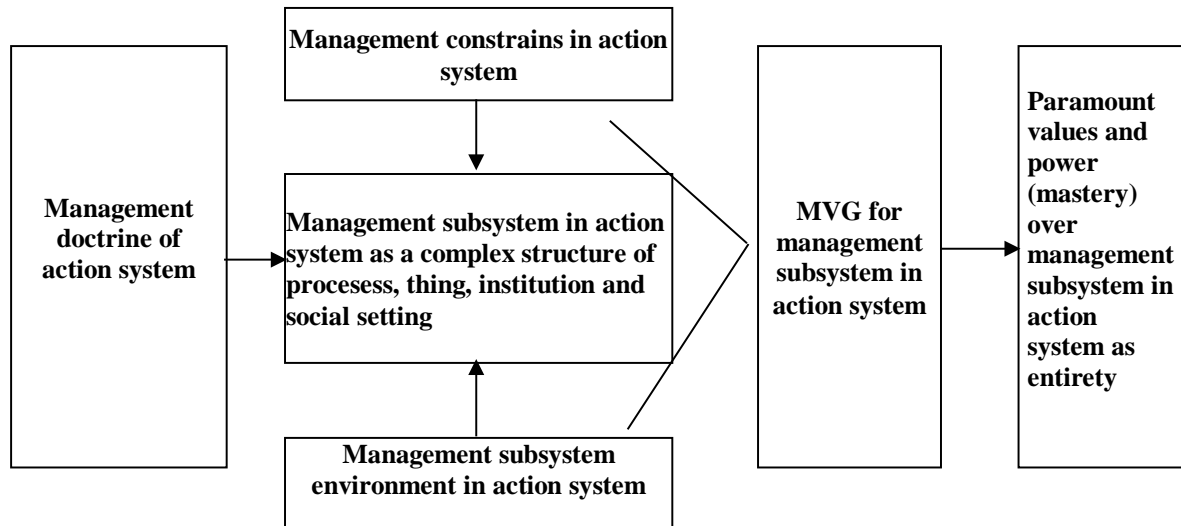 Management doctrine of
action system
Management constrains in action
system
Management subsystem in action
system as a complex structure of
procesess, thing, institution and
social setting
Management subsystem
environment in action system
MVG for
management
subsystem in
action system
Paramount
values and
power
(mastery)
over
management
subsystem in
action
system as
entirety